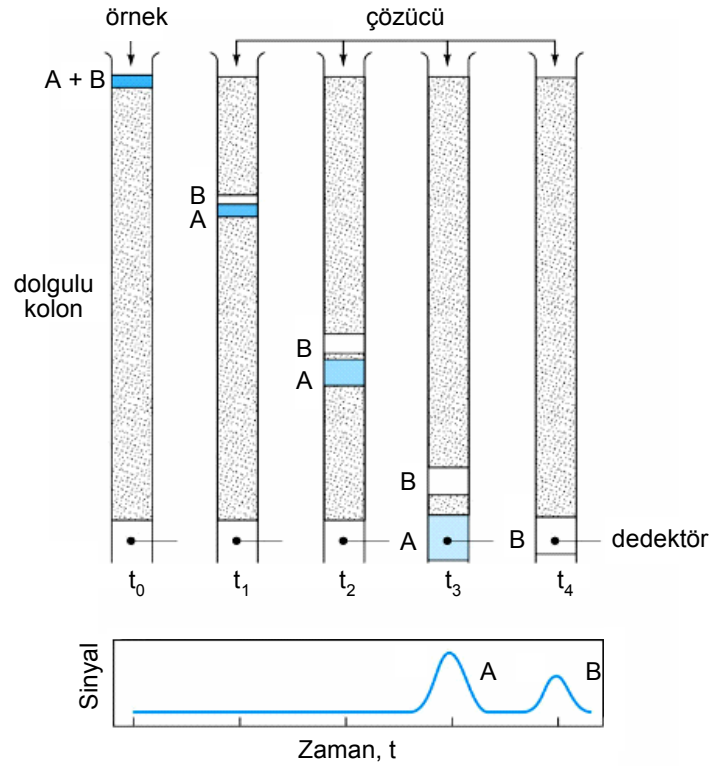 örnek
çözücü
A + B
B
A
dolgulu
kolon
B
A
B
A
B
dedektör
t₀
t₁
t₂
t₃
t₄
Sinyal
A
B
Zaman, t